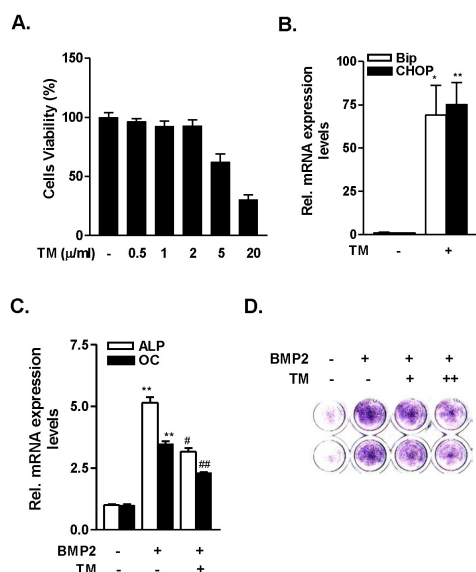 A.
Cells Viability (%)
150
100
50
0
TM (μ/ml) - 0.5 1 2 5 20
B.
Rel. mRNA expression
levels
Bip
CHOP
100
75
50
25
0
* **
TM - +
C.
Rel. mRNA expression
levels
ALP
OC
7.5
5.0
2.5
0.0
**
**
#
##
BMP2 - + +
TM - - +
D.
BMP2 - + + +
TM - - + ++